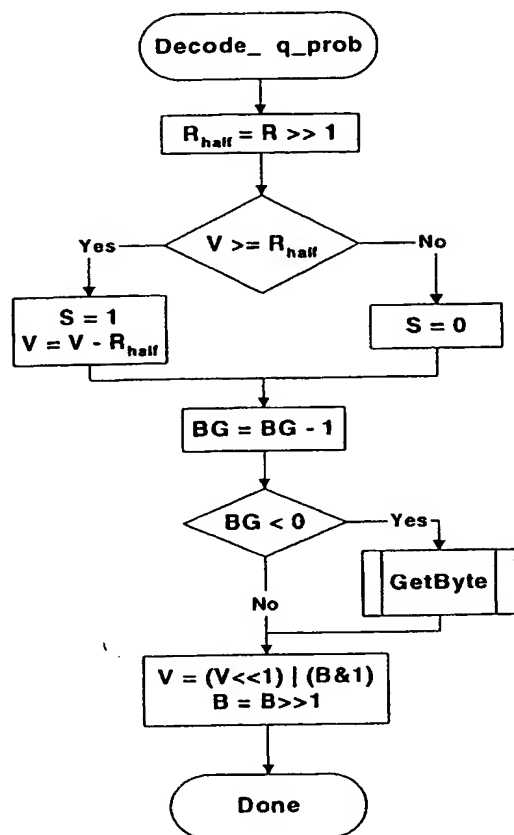 Decode_ q_prob
R_half = R >> 1
V >= R_half
Yes
No
S = 1
V = V - R_half
S = 0
BG = BG - 1
BG < 0
Yes
GetByte
No
V = (V<<1) | (B&1)
B = B>>1
Done